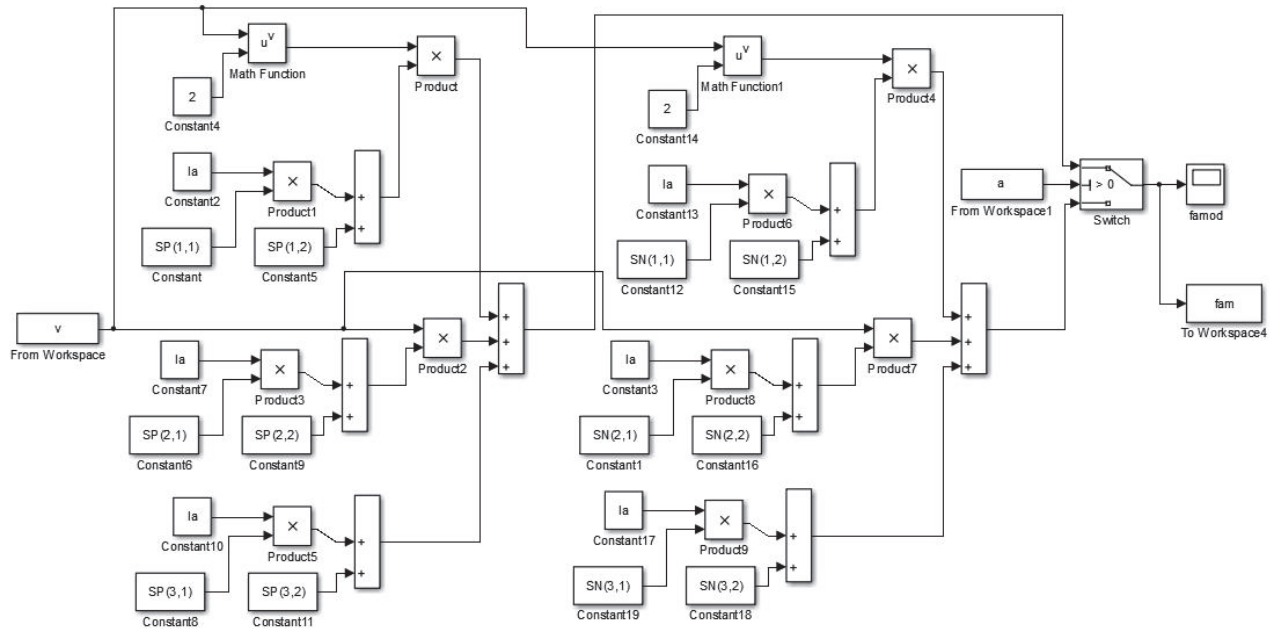 u^v
Math Function
×
Product
2
Constant4
Ia
Constant2
×
Product1
+
+
SP(1,1)
Constant
SP(1,2)
Constant5
v
From Workspace
×
Product2
+
+
+
Ia
Constant7
×
Product3
+
+
SP(2,1)
Constant6
SP(2,2)
Constant9
Ia
Constant10
×
Product5
+
+
SP(3,1)
Constant8
SP(3,2)
Constant11
u^v
Math Function1
×
Product4
2
Constant14
Ia
Constant13
×
Product6
+
+
SN(1,1)
Constant12
SN(1,2)
Constant15
×
Product7
+
+
+
Ia
Constant3
×
Product8
+
+
SN(2,1)
Constant1
SN(2,2)
Constant16
Ia
Constant17
×
Product9
+
+
SN(3,1)
Constant19
SN(3,2)
Constant18
a
From Workspace1
> 0
Switch
famod
fam
To Workspace4